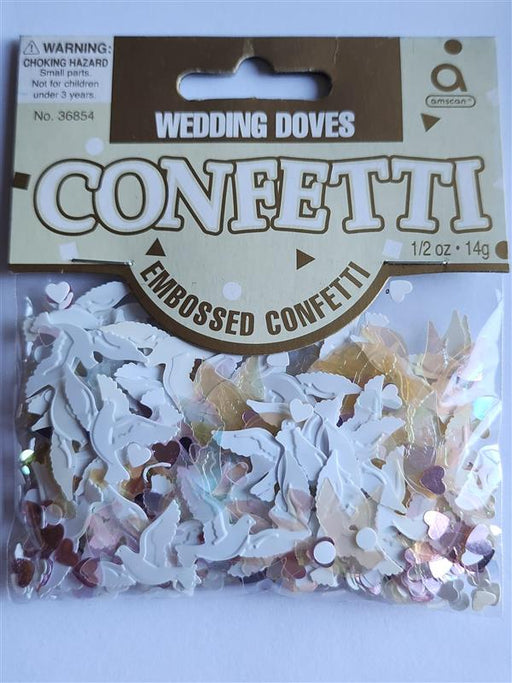 ⚠ WARNING:
CHOKING HAZARD
Small parts.
Not for children
under 3 years.
No. 36854
a
amscan™
WEDDING DOVES
CONFETTI
1/2 oz • 14g
EMBOSSED CONFETTI